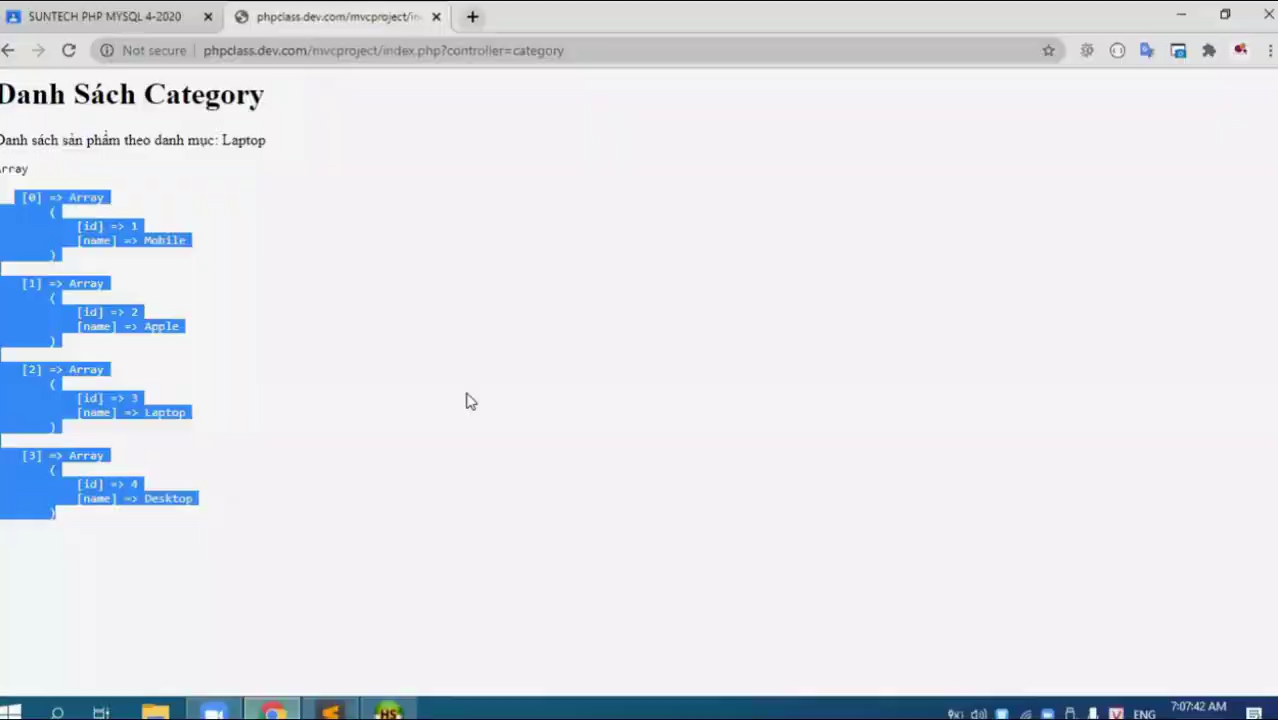 SUNTECH PHP MYSQL 4-2020
phpclass.dev.com/mvcproject/in
Not secure
phpclass.dev.com/mvcproject/index.php?controller=category
Danh Sách Category
Danh sách sản phẩm theo danh mục: Laptop
Array
[0] => Array
(
[id] => 1
[name] => Mobile
)
[1] => Array
(
[id] => 2
[name] => Apple
)
[2] => Array
(
[id] => 3
[name] => Laptop
)
[3] => Array
(
[id] => 4
[name] => Desktop
)
HS
V
ENG
7:07:42 AM